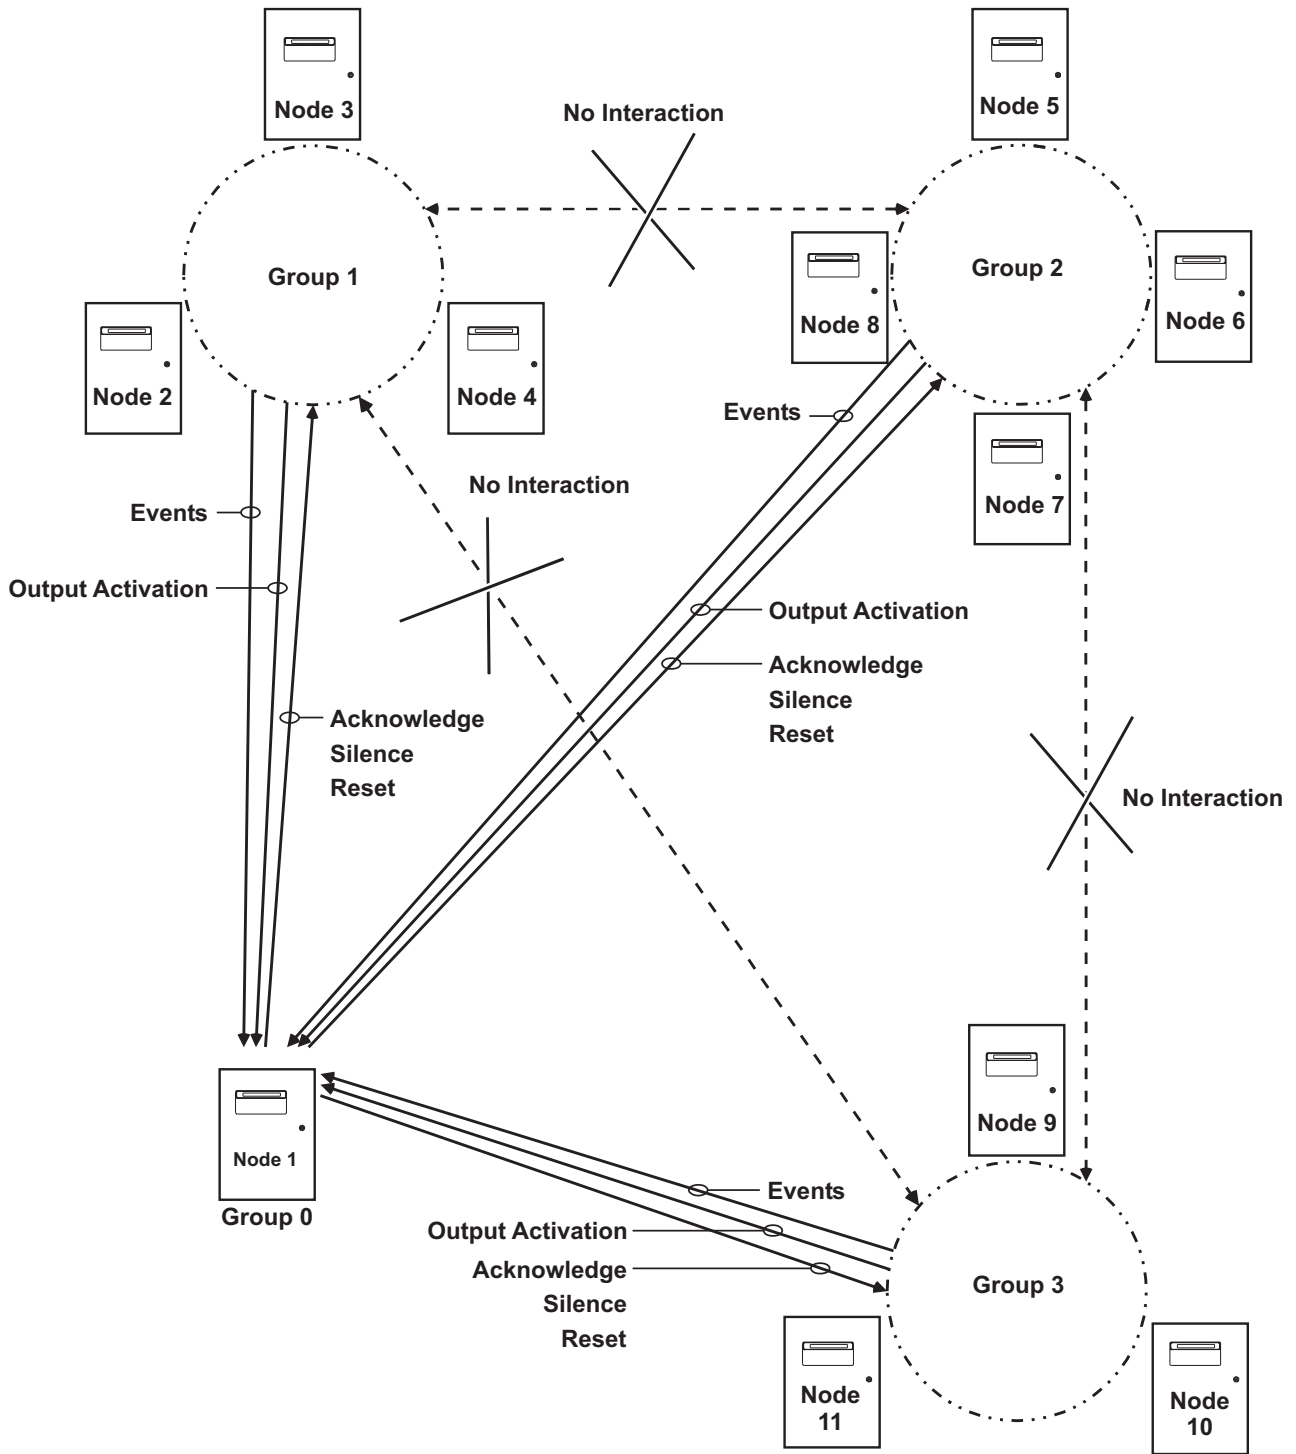 Node 3
Node 5
No Interaction
Group 1
Group 2
Node 8
Node 6
Node 2
Node 4
Events
Node 7
No Interaction
Events
Output Activation
Output Activation
Acknowledge
Silence
Reset
Acknowledge
Silence
Reset
No Interaction
Node 9
Node 1
Group 0
Events
Output Activation
Acknowledge
Silence
Reset
Group 3
Node
11
Node
10